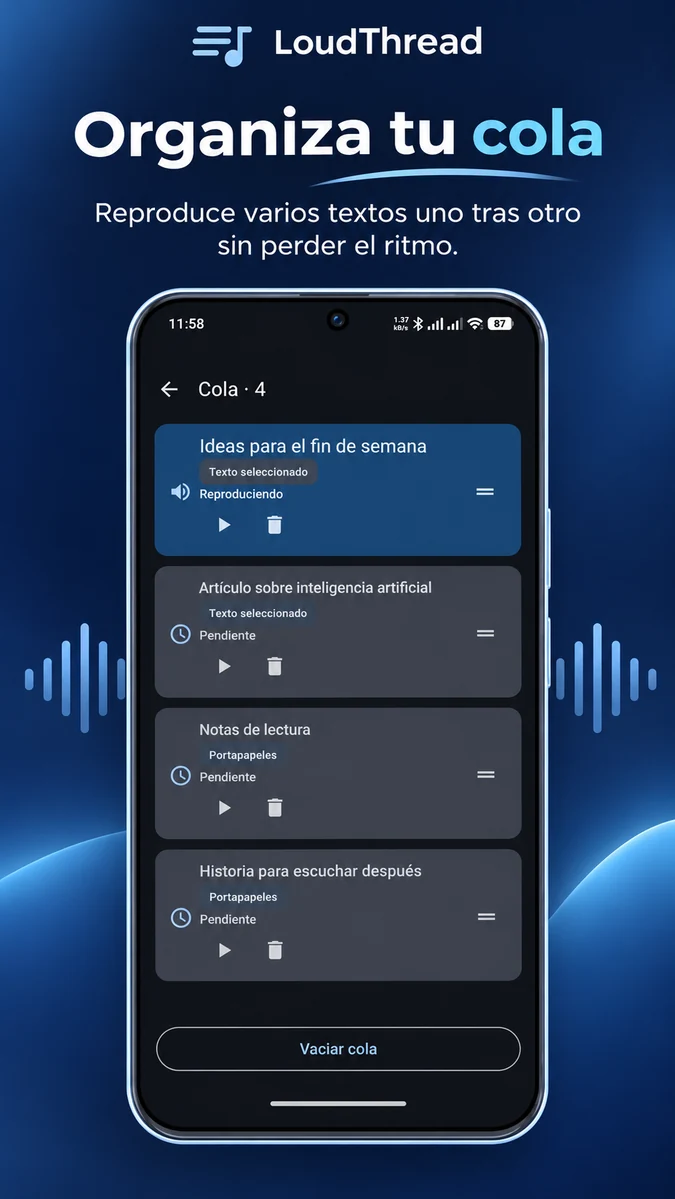 LoudThread
Organiza tu cola
Reproduce varios textos uno tras otro
sin perder el ritmo.
11:58
1.37
kB/s
87
Cola · 4
Ideas para el fin de semana
Texto seleccionado
Reproduciendo
Artículo sobre inteligencia artificial
Texto seleccionado
Pendiente
Notas de lectura
Portapapeles
Pendiente
Historia para escuchar después
Portapapeles
Pendiente
Vaciar cola